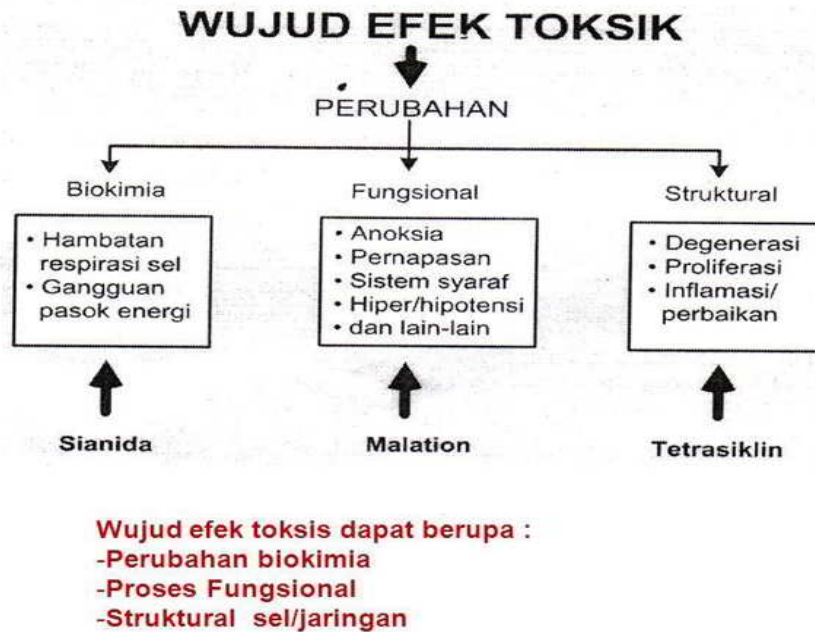 WUJUD EFEK TOKSIK
PERUBAHAN
Biokimia
• Hambatan
respirasi sel
• Gangguan
pasok energi
Sianida
Fungsional
• Anoksia
• Pernapasan
• Sistem syaraf
• Hiper/hipotensi
• dan lain-lain
Malation
Struktural
• Degenerasi
• Proliferasi
• Inflamasi/
perbaikan
Tetrasiklin
Wujud efek toksis dapat berupa :
-Perubahan biokimia
-Proses Fungsional
-Struktural sel/jaringan